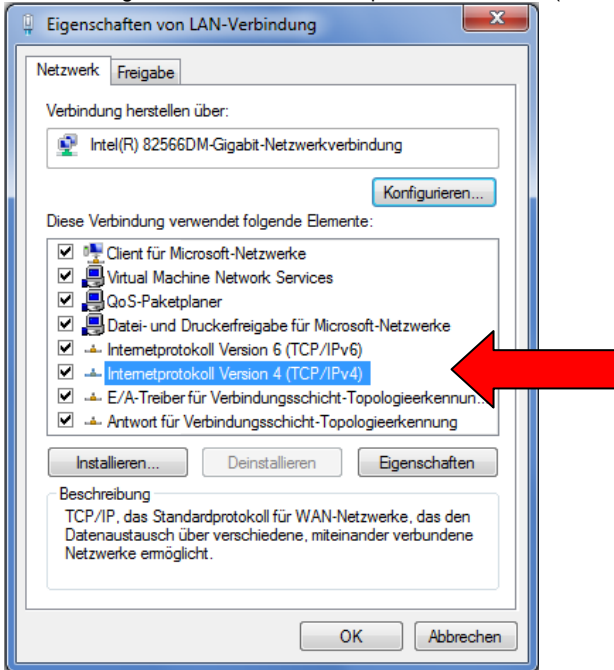 Eigenschaften von LAN-Verbindung
Netzwerk Freigabe
Verbindung herstellen über:
Intel(R) 82566DM-Gigabit-Netzwerkverbindung
Konfigurieren...
Diese Verbindung verwendet folgende Elemente:
Client für Microsoft-Netzwerke
Virtual Machine Network Services
QoS-Paketplaner
Datei- und Druckerfreigabe für Microsoft-Netzwerke
Internetprotokoll Version 6 (TCP/IPv6)
Internetprotokoll Version 4 (TCP/IPv4)
E/A-Treiber für Verbindungsschicht-Topologieerkennun...
Antwort für Verbindungsschicht-Topologieerkennung
Installieren... Deinstallieren Eigenschaften
Beschreibung
TCP/IP, das Standardprotokoll für WAN-Netzwerke, das den
Datenaustausch über verschiedene, miteinander verbundene
Netzwerke ermöglicht.
OK Abbrechen